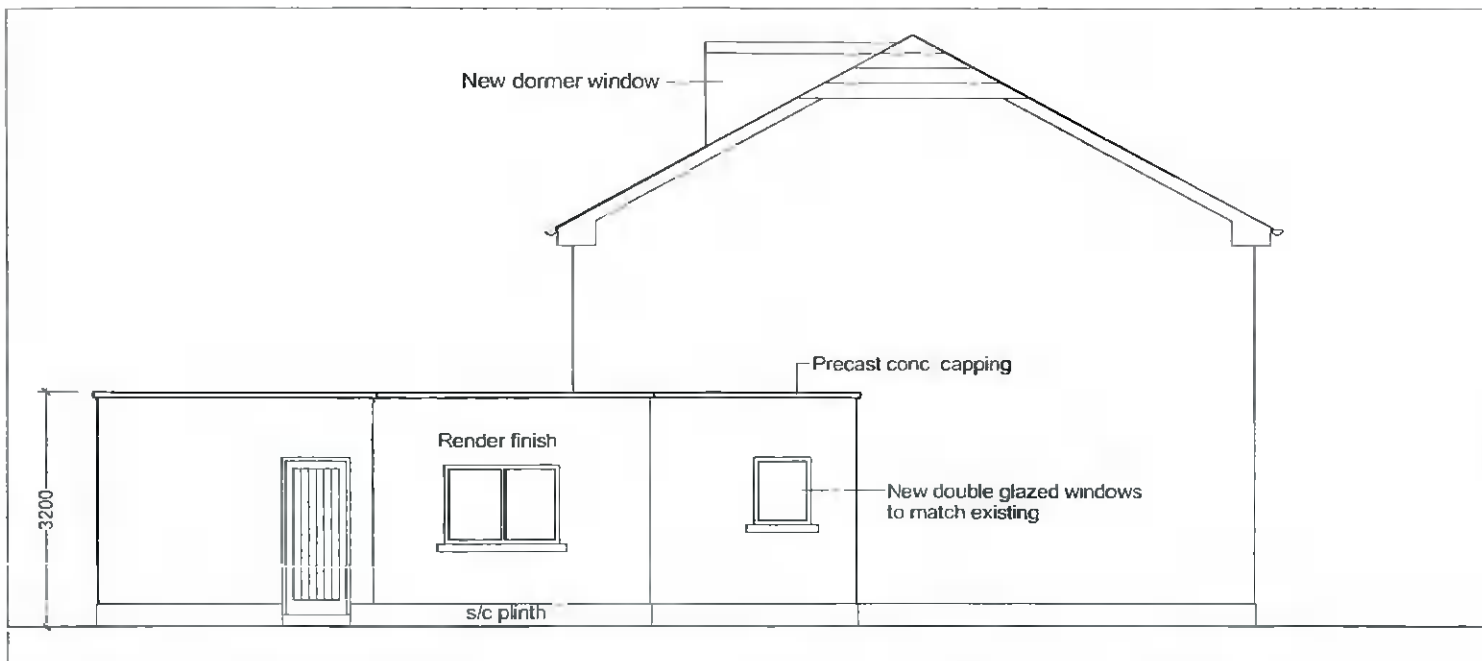 New dormer window
Precast conc capping
Render finish
New double glazed windows
to match existing
3200
s/c plinth